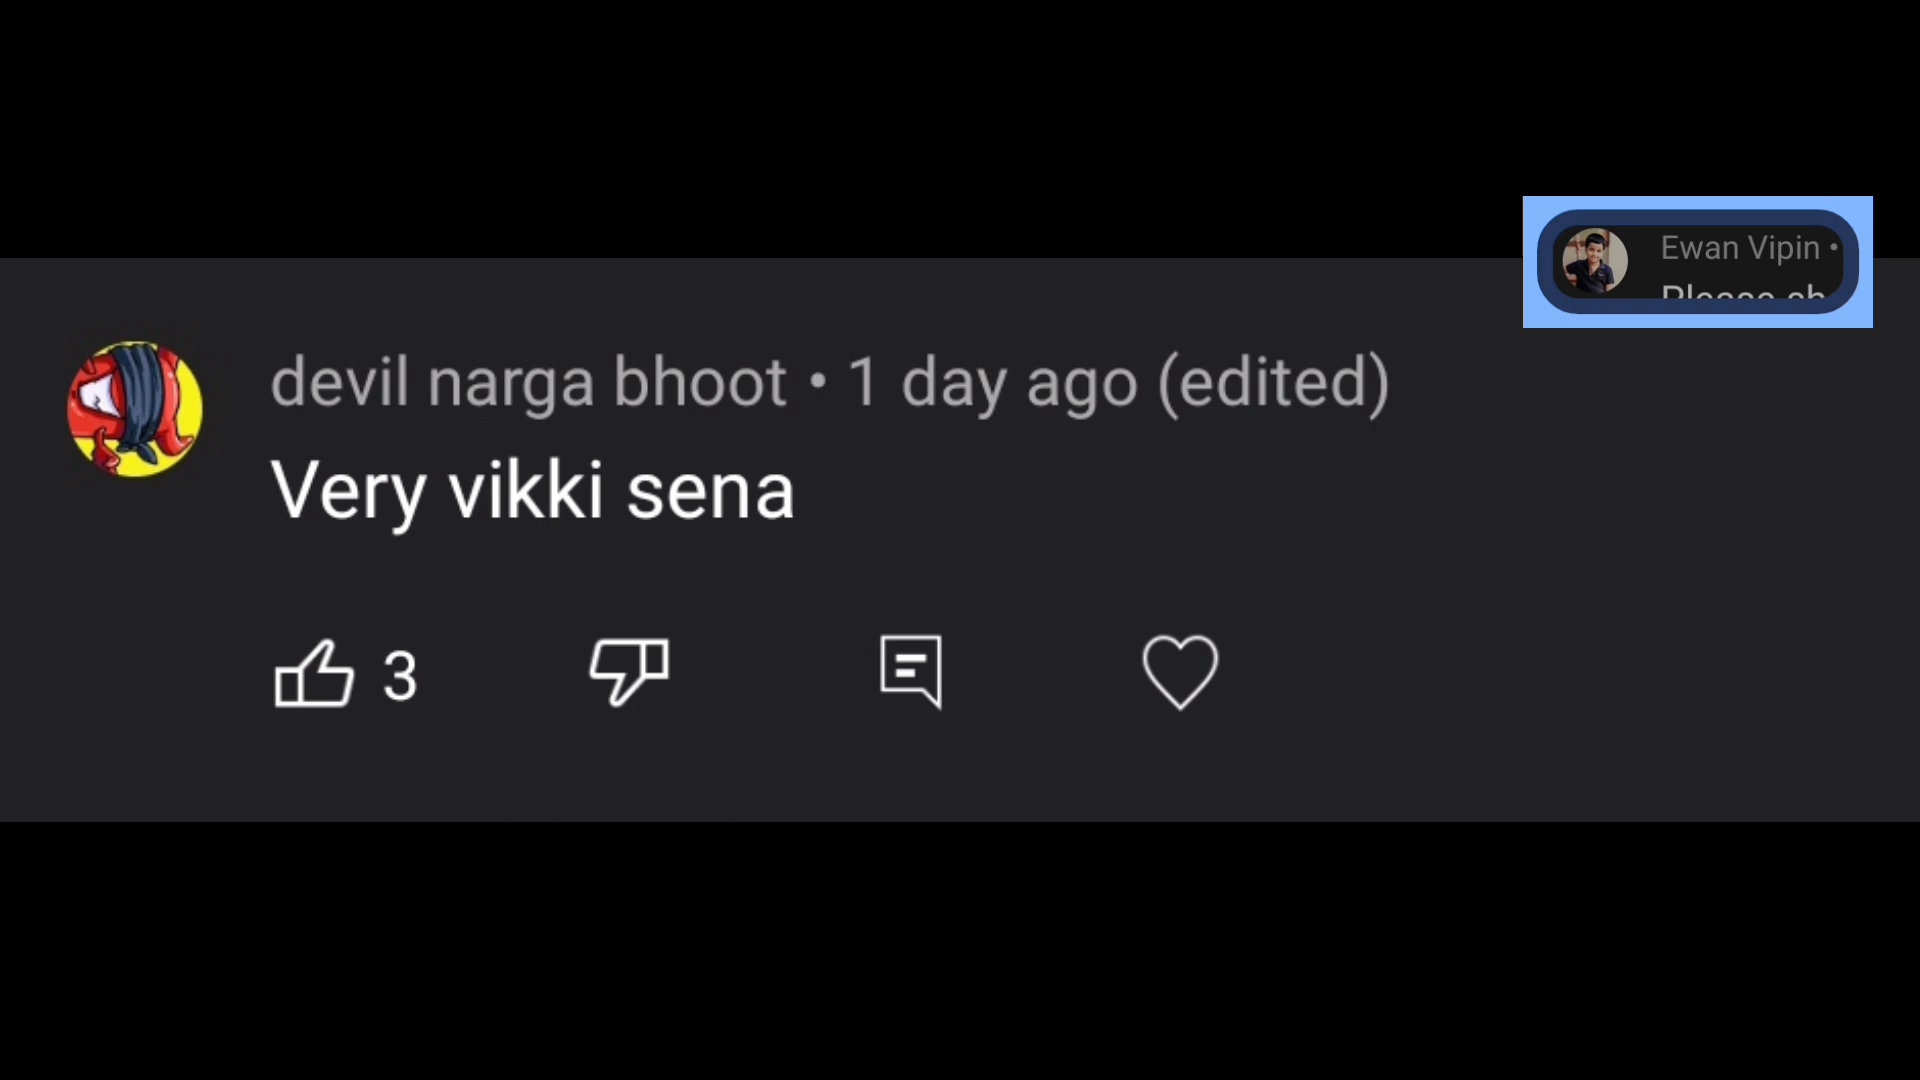 Ewan Vipin •
devil narga bhoot • 1 day ago (edited)
Very vikki sena
3